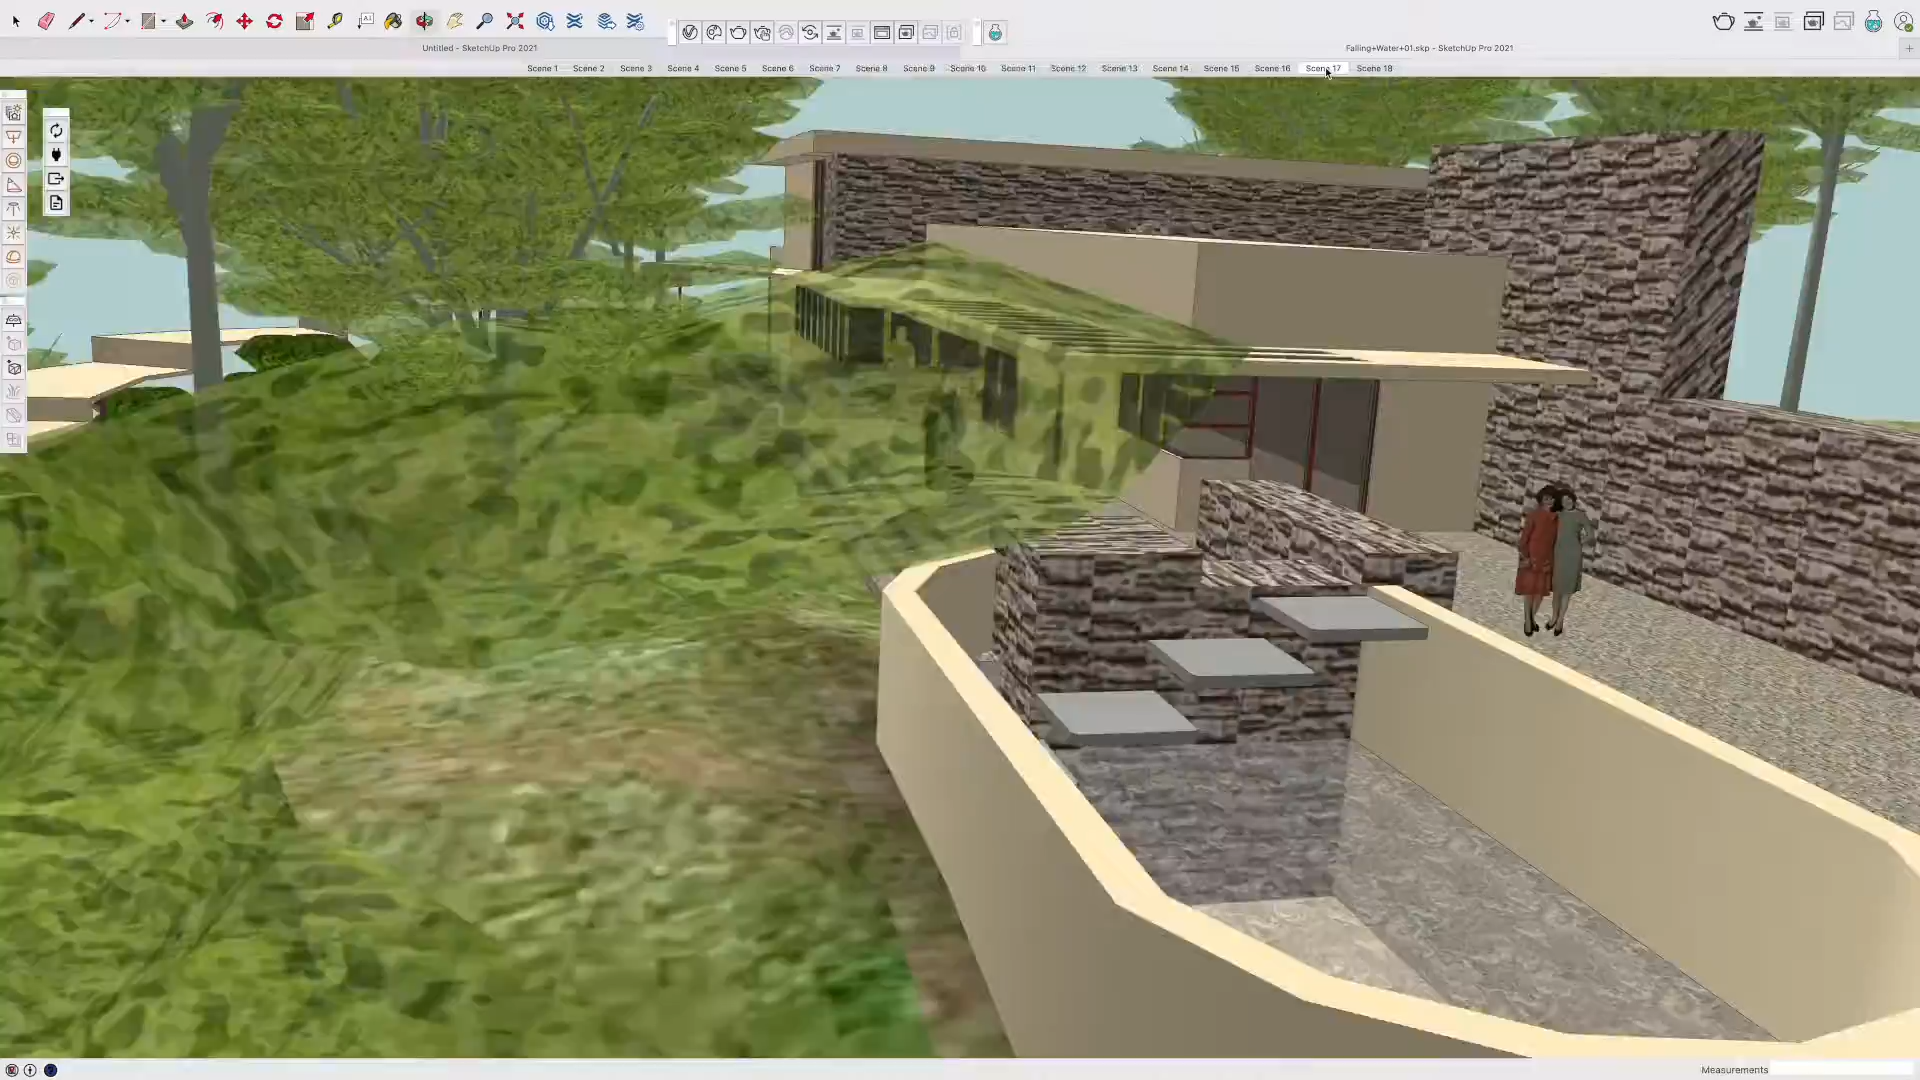 A1
Untitled - SketchUp Pro 2021
Falling+Water+01.skp - SketchUp Pro 2021
Scene 1 Scene 2 Scene 3 Scene 4 Scene 5 Scene 6 Scene 7 Scene 8 Scene 9 Scene 10 Scene 11 Scene 12 Scene 13 Scene 14 Scene 15 Scene 16 Scene 17 Scene 18
Measurements